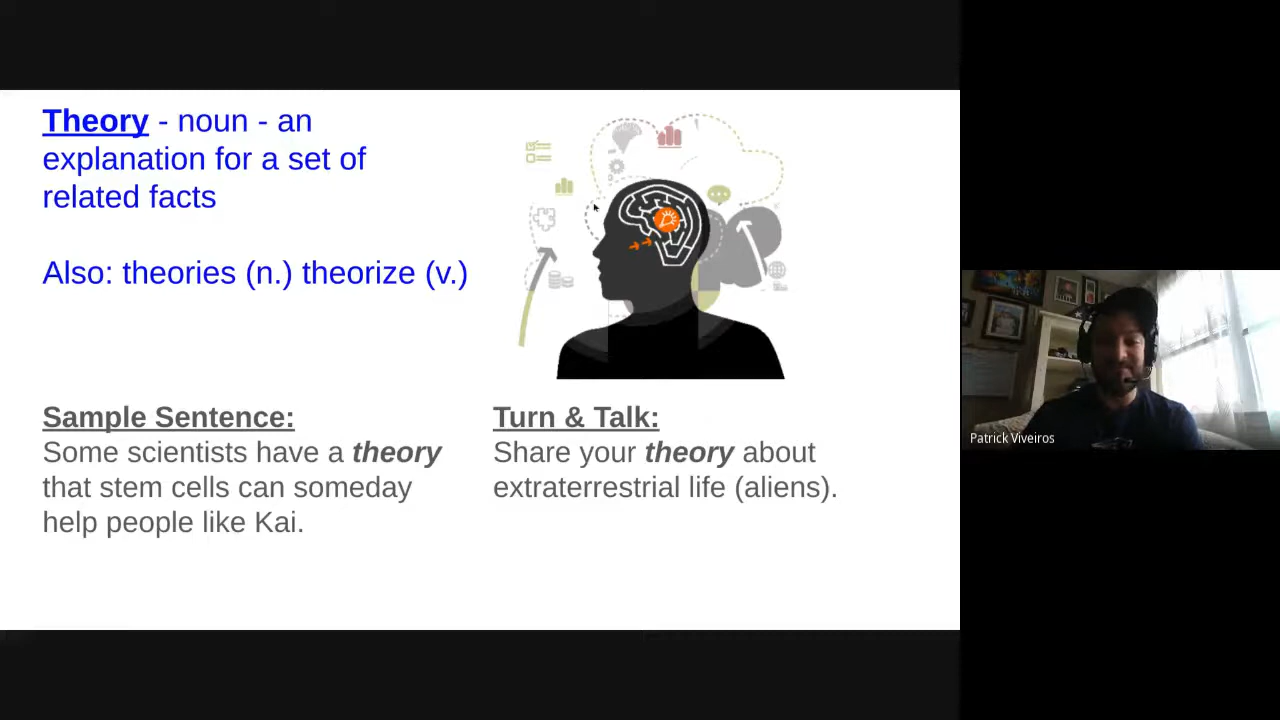 Theory - noun - an
explanation for a set of
related facts
Also: theories (n.) theorize (v.)
Sample Sentence:
Some scientists have a theory
that stem cells can someday
help people like Kai.
Turn & Talk:
Share your theory about
extraterrestrial life (aliens).
Patrick Viveiros